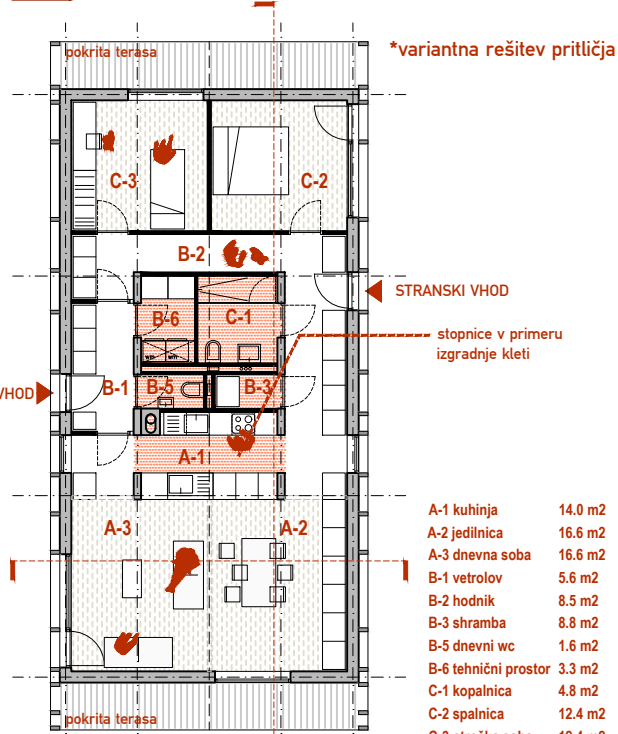 pokrita terasa
*variantna rešitev pritličja
C-3
C-2
B-2
STRANSKI VHOD
B-6
C-1
stopnice v primeru
izgradnje kleti
VHOD
B-1
B-5
B-3
A-1
A-3
A-2
A-1 kuhinja 14.0 m2
A-2 jedilnica 16.6 m2
A-3 dnevna soba 16.6 m2
B-1 vetrolov 5.6 m2
B-2 hodnik 8.5 m2
B-3 shramba 8.8 m2
B-5 dnevni wc 1.6 m2
B-6 tehnični prostor 3.3 m2
C-1 kopalnica 4.8 m2
C-2 spalnica 12.4 m2
pokrita terasa